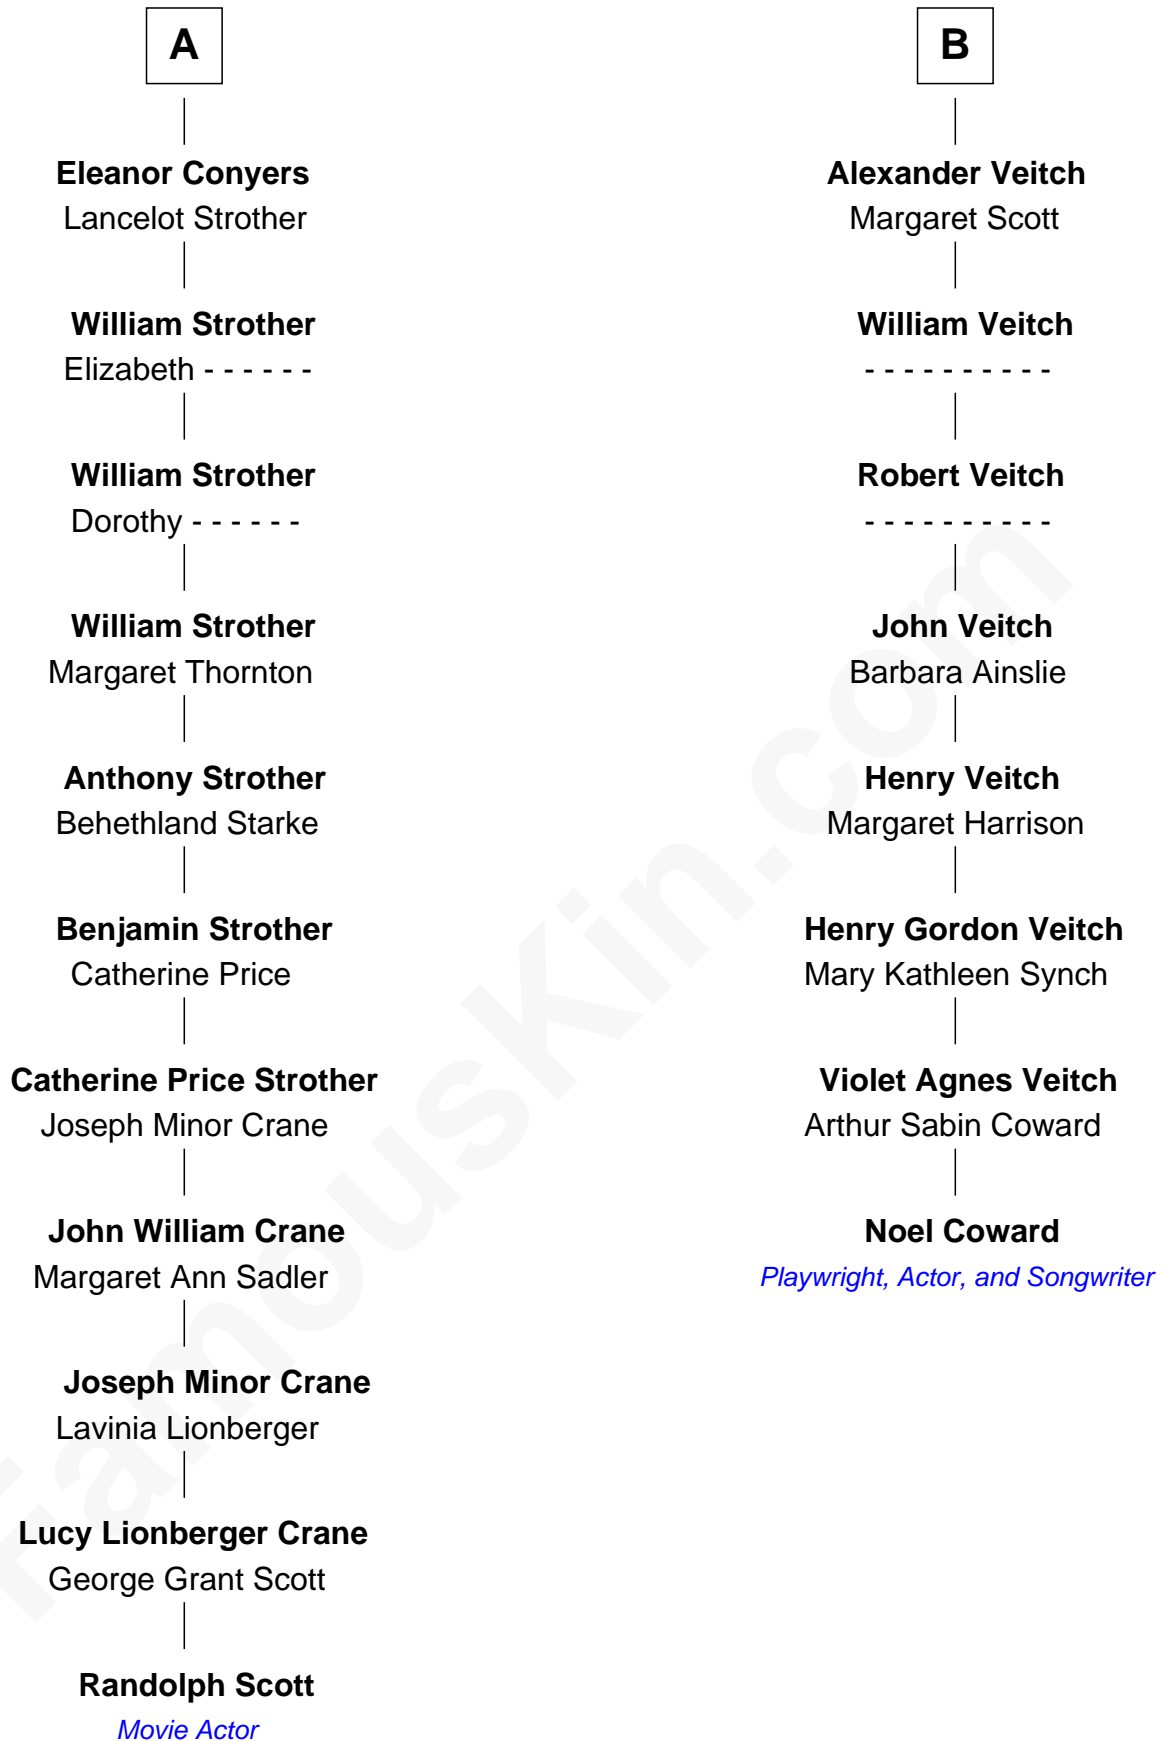 A
Eleanor Conyers
Lancelot Strother
William Strother
Elizabeth - - - - - -
William Strother
Dorothy - - - - - -
William Strother
Margaret Thornton
Anthony Strother
Behethland Starke
Benjamin Strother
Catherine Price
Catherine Price Strother
Joseph Minor Crane
John William Crane
Margaret Ann Sadler
Joseph Minor Crane
Lavinia Lionberger
Lucy Lionberger Crane
George Grant Scott
Randolph Scott
Movie Actor
B
Alexander Veitch
Margaret Scott
William Veitch
- - - - - - - - - -
Robert Veitch
- - - - - - - - - -
John Veitch
Barbara Ainslie
Henry Veitch
Margaret Harrison
Henry Gordon Veitch
Mary Kathleen Synch
Violet Agnes Veitch
Arthur Sabin Coward
Noel Coward
Playwright, Actor, and Songwriter
FamousKin.com